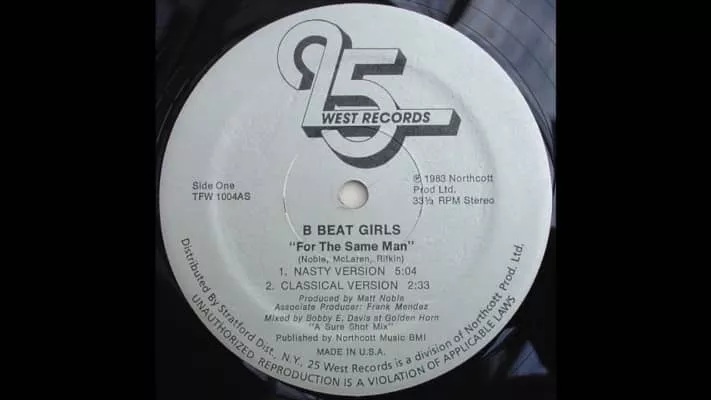 25
WEST RECORDS
Side One
TFW 1004AS
℗ 1983 Northcott
Prod Ltd.
33⅓ RPM Stereo
B BEAT GIRLS
"For The Same Man"
(Noble, McLaren, Rifkin)
1. NASTY VERSION 5:04
2. CLASSICAL VERSION 2:33
Produced by Matt Noble
Associate Producer: Frank Mendez
Mixed by Bobby E. Davis at Golden Horn
"A Sure Shot Mix"
Published by Northcott Music BMI
MADE IN U.S.A.
Distributed By Stratford Dist., N.Y., 25 West Records is a division of Northcott Prod. Ltd.
UNAUTHORIZED REPRODUCTION IS A VIOLATION OF APPLICABLE LAWS